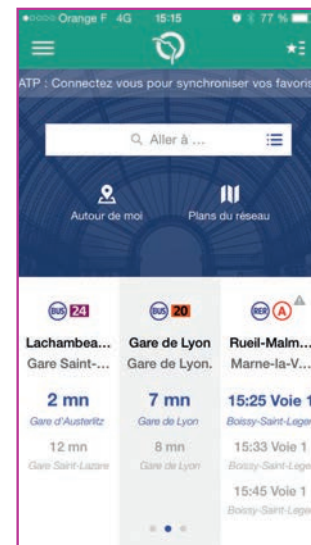 Orange F 4G 15:15 77 %
ATP : Connectez vous pour synchroniser vos favoris
Aller à ...
Autour de moi Plans du réseau
BUS 24 BUS 20 RER A
Lachambea... Gare de Lyon Rueil-Malm...
Gare Saint-... Gare de Lyon. Marne-la-V...
2 mn 7 mn 15:25 Voie 1
Gare d'Austerlitz Gare de Lyon Boissy-Saint-Leger
12 mn 8 mn 15:33 Voie 1
Gare Saint-Lazare Gare de Lyon Boissy-Saint-Leger
15:45 Voie 1
Boissy-Saint-Leger